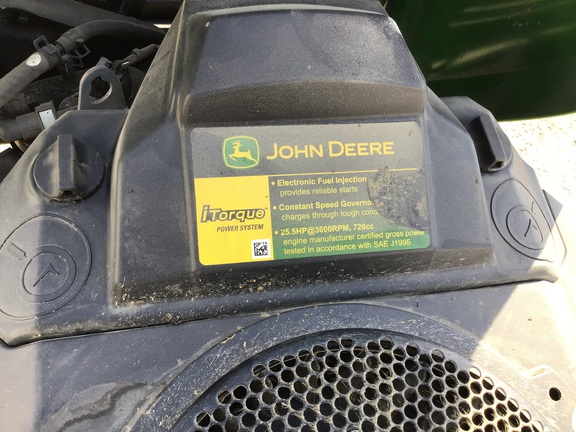 JOHN DEERE
iTorque
POWER SYSTEM
• Electronic Fuel Injection
provides reliable starts
• Constant Speed Governo
charges through tough cond
• 25.5HP@3600RPM, 726cc
engine manufacturer certified gross power
tested in accordance with SAE J1995